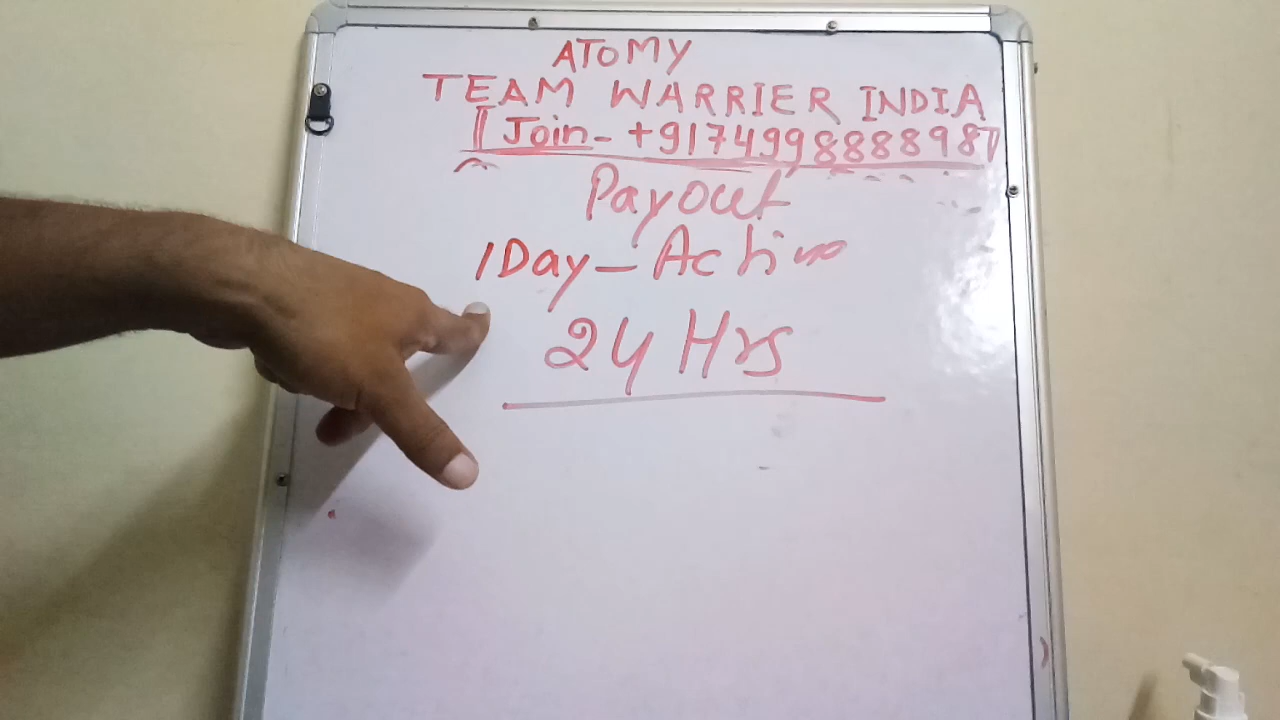 ATOMY
TEAM WARRIER INDIA
[Join-+917499888898]
Payout
1Day-Active
24 Hrs